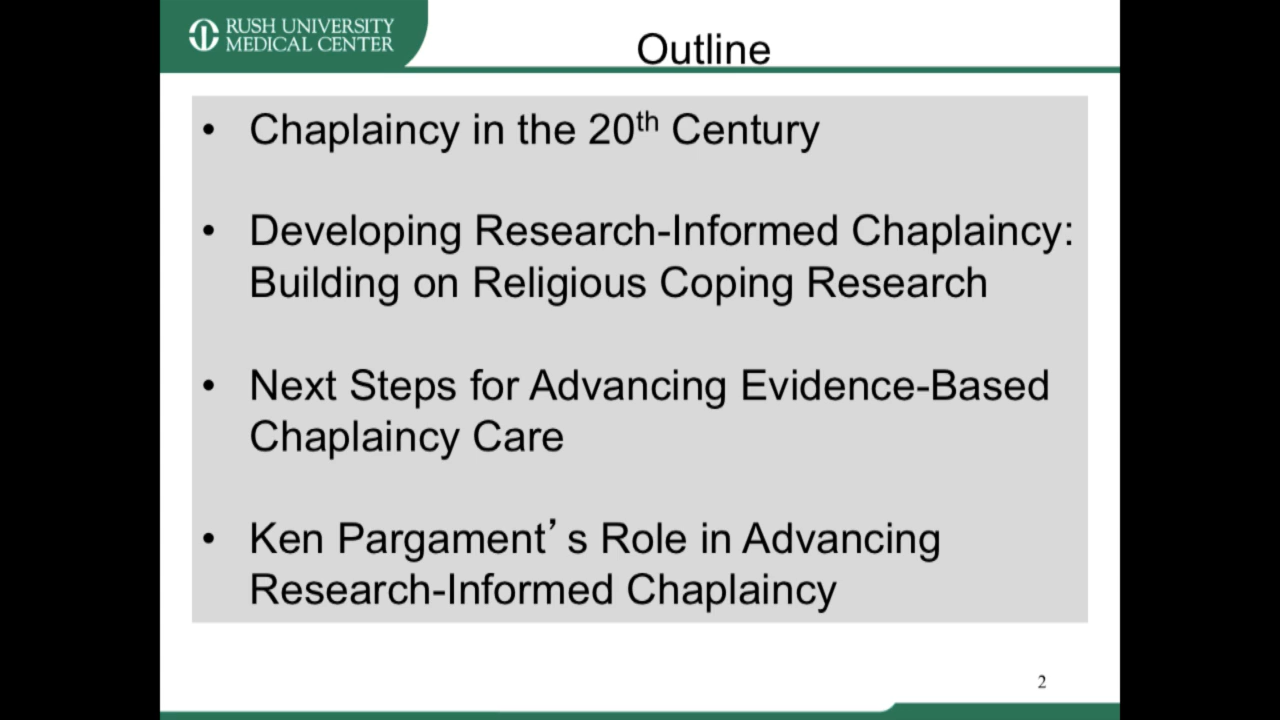 RUSH UNIVERSITY
MEDICAL CENTER
Outline
• Chaplaincy in the 20th Century
• Developing Research-Informed Chaplaincy:
Building on Religious Coping Research
• Next Steps for Advancing Evidence-Based
Chaplaincy Care
• Ken Pargament’s Role in Advancing
Research-Informed Chaplaincy
2